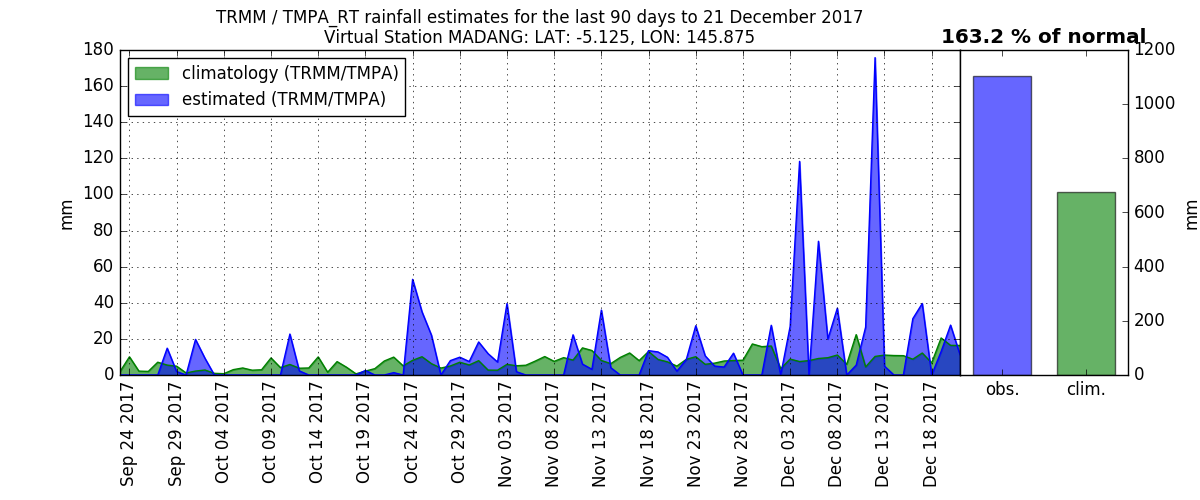 TRMM / TMPA_RT rainfall estimates for the last 90 days to 21 December 2017
Virtual Station MADANG: LAT: -5.125, LON: 145.875
163.2 % of normal
climatology (TRMM/TMPA)
estimated (TRMM/TMPA)
mm
180
160
140
120
100
80
60
40
20
0
Sep 24 2017
Sep 29 2017
Oct 04 2017
Oct 09 2017
Oct 14 2017
Oct 19 2017
Oct 24 2017
Oct 29 2017
Nov 03 2017
Nov 08 2017
Nov 13 2017
Nov 18 2017
Nov 23 2017
Nov 28 2017
Dec 03 2017
Dec 08 2017
Dec 13 2017
Dec 18 2017
obs.
clim.
1200
1000
800
600
400
200
0
mm